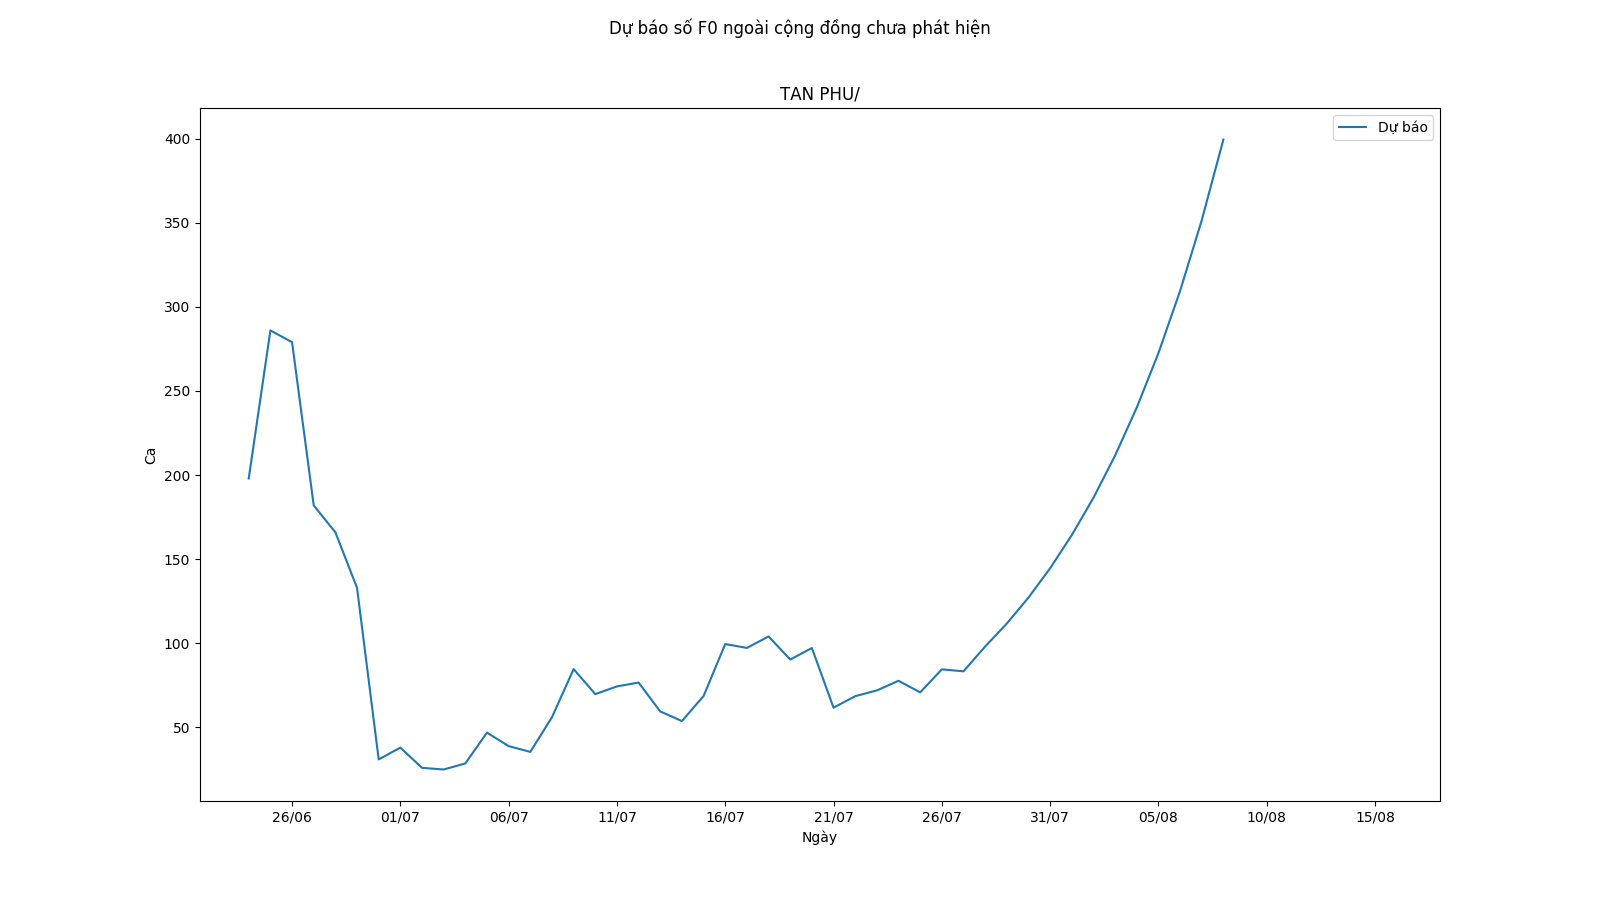 Dự báo số F0 ngoài cộng đồng chưa phát hiện
TAN PHU/
Dự báo
400
350
300
250
200
150
100
50
Ca
26/06 01/07 06/07 11/07 16/07 21/07 26/07 31/07 05/08 10/08 15/08
Ngày